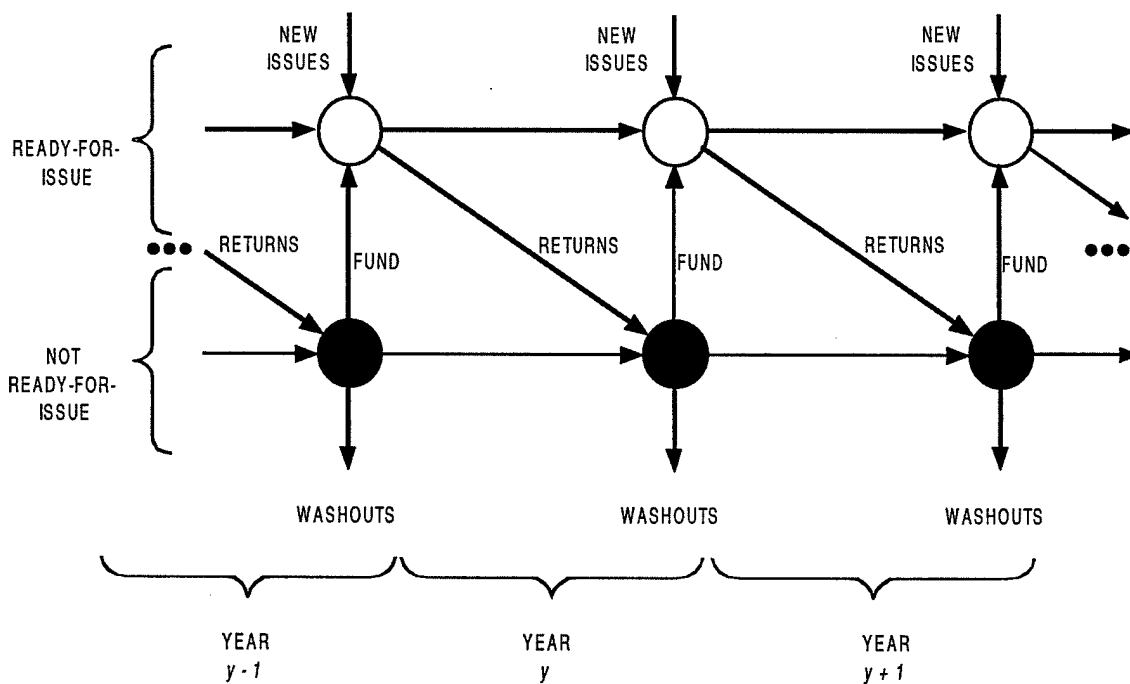 NEW
ISSUES
NEW
ISSUES
NEW
ISSUES
READY-FOR-
ISSUE
RETURNS
FUND
RETURNS
FUND
RETURNS
FUND
NOT
READY-FOR-
ISSUE
WASHOUTS
WASHOUTS
WASHOUTS
YEAR
y - 1
YEAR
y
YEAR
y + 1